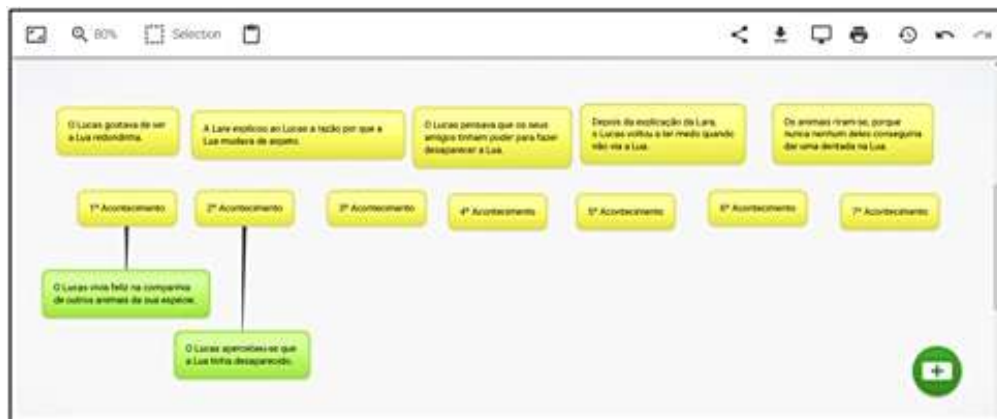 80%
Selection
O Lucas gostava de ver
a Lua redondinha.
A Lara explicou ao Lucas a razão por que a
Lua mudava de aspeto.
O Lucas pensava que os seus
amigos tinham poder para fazer
desaparecer a Lua.
Depois da explicação da Lara,
o Lucas voltou a ter medo quando
não via a Lua.
Os animais riram-se, porque
nunca nenhum deles conseguiria
dar uma dentada na Lua.
1º Acontecimento
2º Acontecimento
3º Acontecimento
4º Acontecimento
5º Acontecimento
6º Acontecimento
7º Acontecimento
O Lucas vivia feliz na companhia
de outros animais da sua espécie.
O Lucas apercebeu-se que
a Lua tinha desaparecido.